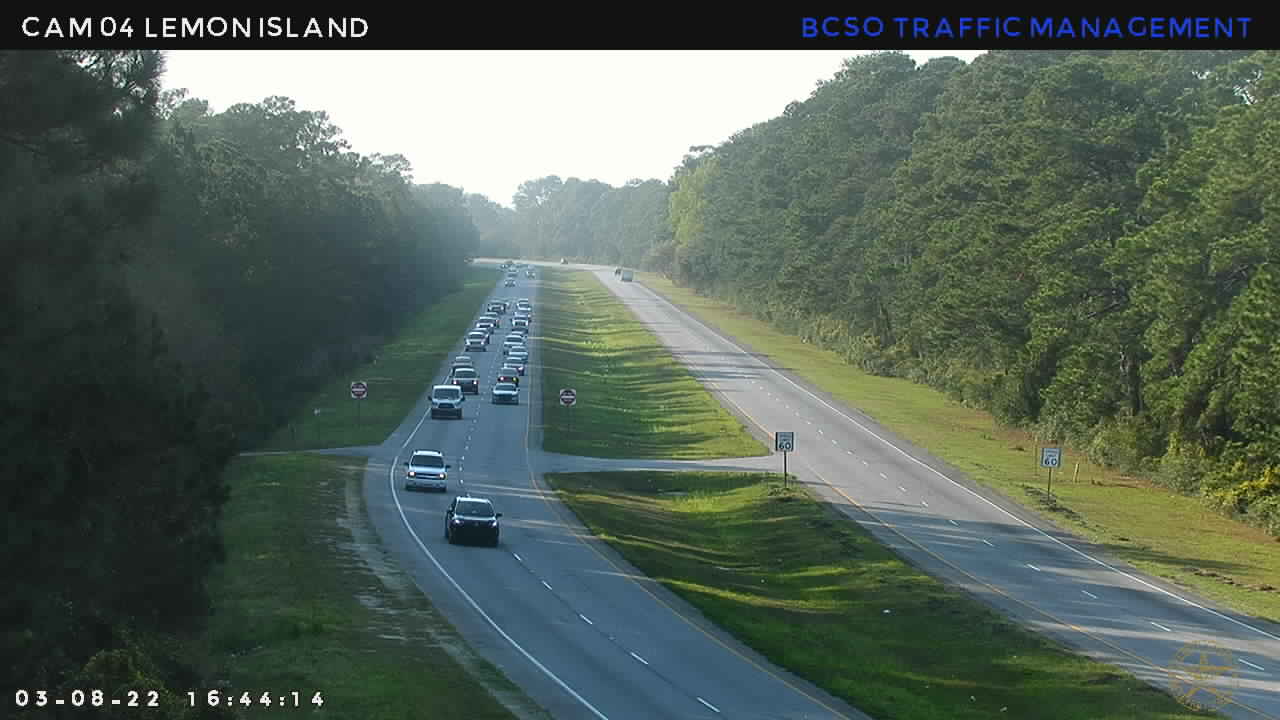 CAM 04 LEMON ISLAND
BCSO TRAFFIC MANAGEMENT
60
60
03-08-22 16:44:14